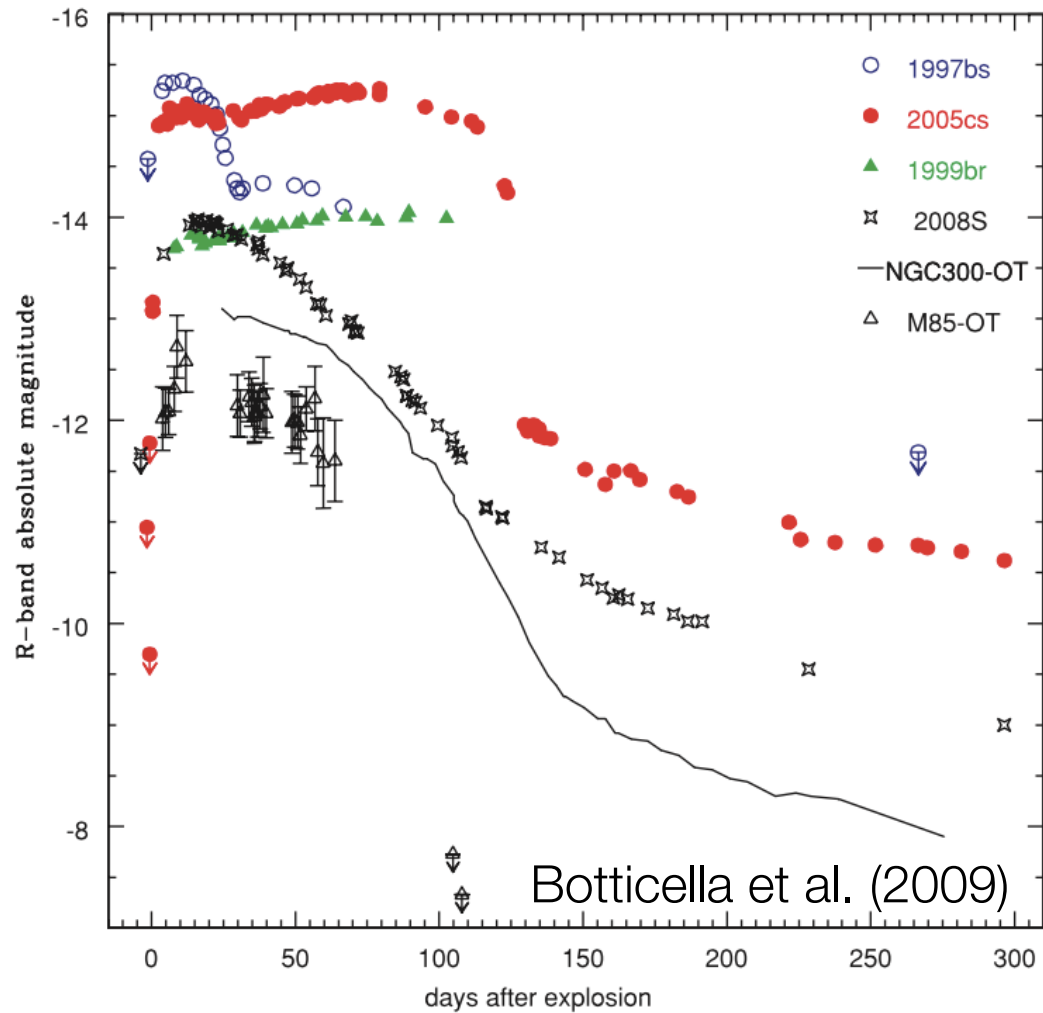 -16
-14
-12
-10
-8
R-band absolute magnitude
1997bs
2005cs
1999br
2008S
NGC300-OT
M85-OT
Botticella et al. (2009)
0 50 100 150 200 250 300
days after explosion